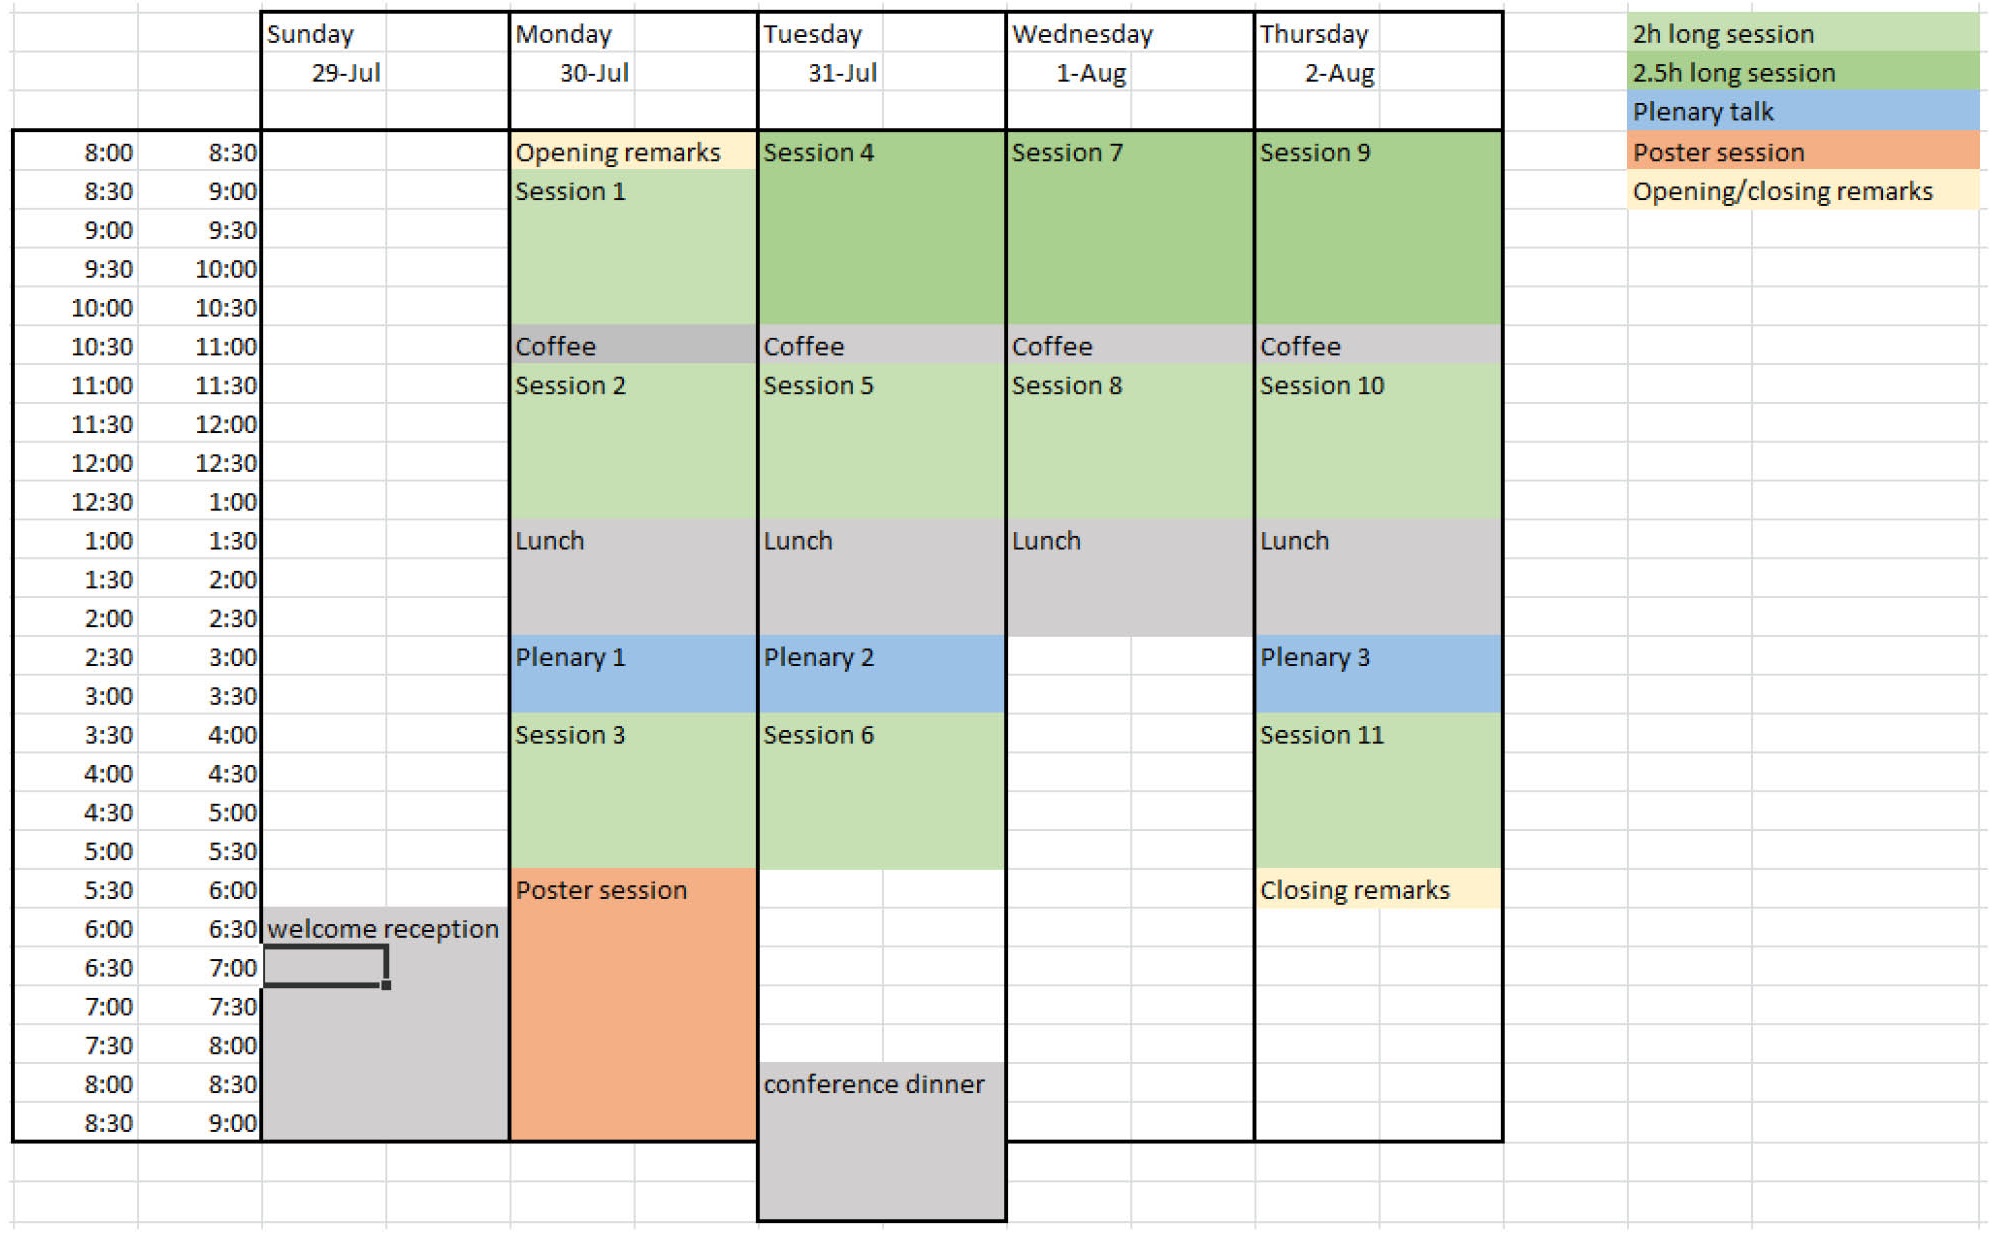 Sunday Monday Tuesday Wednesday Thursday 2h long session
29-Jul 30-Jul 31-Jul 1-Aug 2-Aug 2.5h long session
Plenary talk
8:00 8:30 Opening remarks Session 4 Session 7 Session 9 Poster session
8:30 9:00 Session 1 Opening/closing remarks
9:00 9:30
9:30 10:00
10:00 10:30
10:30 11:00 Coffee Coffee Coffee Coffee
11:00 11:30 Session 2 Session 5 Session 8 Session 10
11:30 12:00
12:00 12:30
12:30 1:00
1:00 1:30 Lunch Lunch Lunch Lunch
1:30 2:00
2:00 2:30
2:30 3:00 Plenary 1 Plenary 2 Plenary 3
3:00 3:30
3:30 4:00 Session 3 Session 6 Session 11
4:00 4:30
4:30 5:00
5:00 5:30
5:30 6:00 Poster session Closing remarks
6:00 6:30 welcome reception
6:30 7:00
7:00 7:30
7:30 8:00
8:00 8:30 conference dinner
8:30 9:00